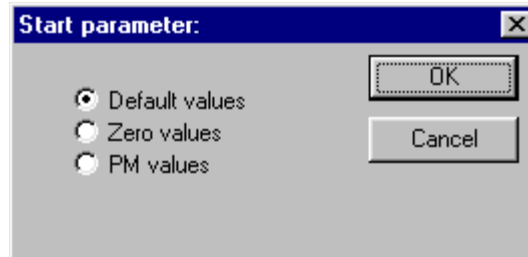 Start parameter:
OK
Default values
Zero values
Cancel
PM values